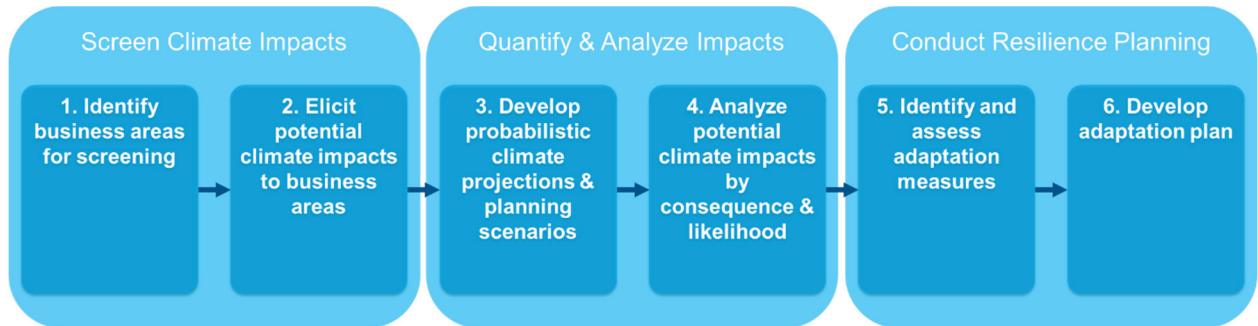 Screen Climate Impacts
1. Identify
business areas
for screening
2. Elicit
potential
climate impacts
to business
areas
Quantify & Analyze Impacts
3. Develop
probabilistic
climate
projections &
planning
scenarios
4. Analyze
potential
climate impacts
by
consequence &
likelihood
Conduct Resilience Planning
5. Identify and
assess
adaptation
measures
6. Develop
adaptation plan